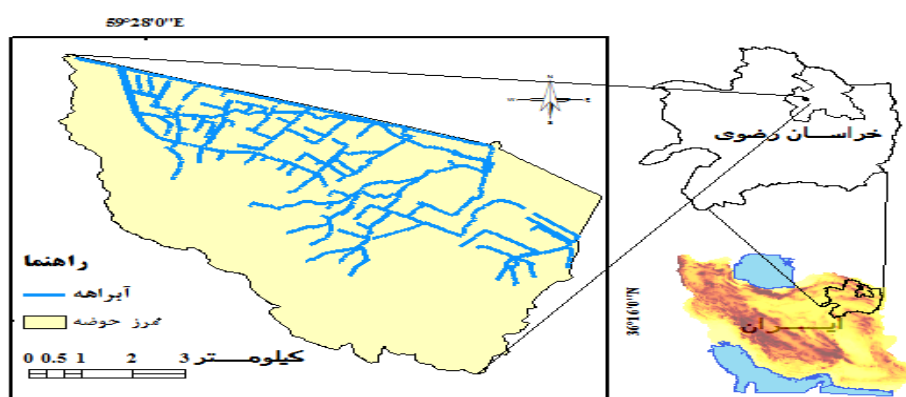 59°28'0"E
خراسان رضوی
N
W
E
S
راهنما
آبراهه
مرز حوضه
0 0.5 1 2 3
کیلومتر
36°16'0"N
ایران